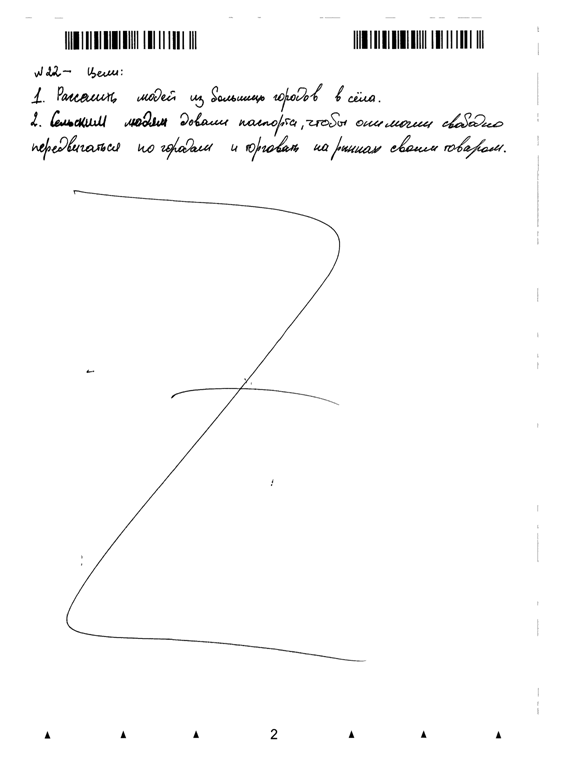 №22 – Цели:
1. Расселить людей из больших городов в сёла.
2. Сельским людям давали паспорта, чтобы они могли свободно
передвигаться по городам и торговать на рынках своим товаром.
2